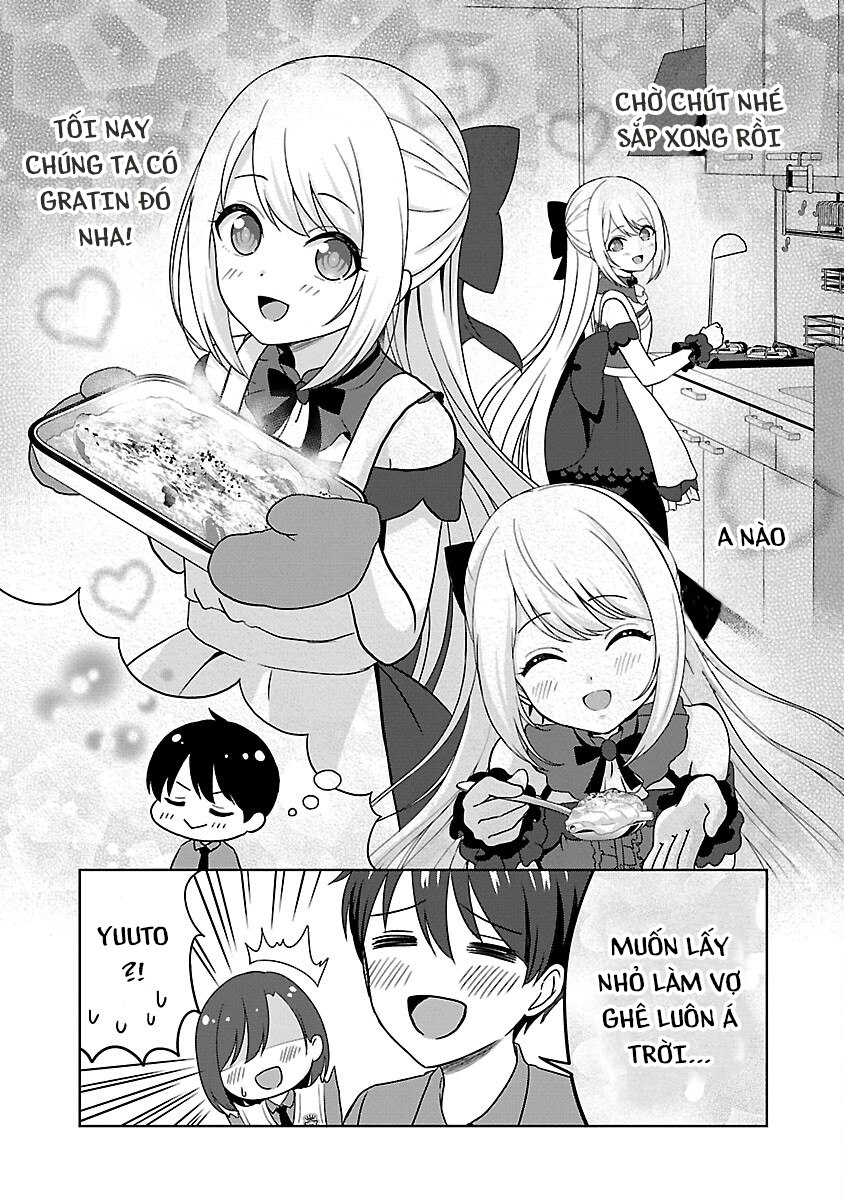 CHỜ CHÚT NHÉ
SẮP XONG RỒI
TỐI NAY
CHÚNG TA CÓ
GRATIN ĐÓ
NHA!
A NÀO
MUỐN LẤY
NHỎ LÀM VỢ
GHÊ LUÔN Á
TRỜI...
YUUTO
?!